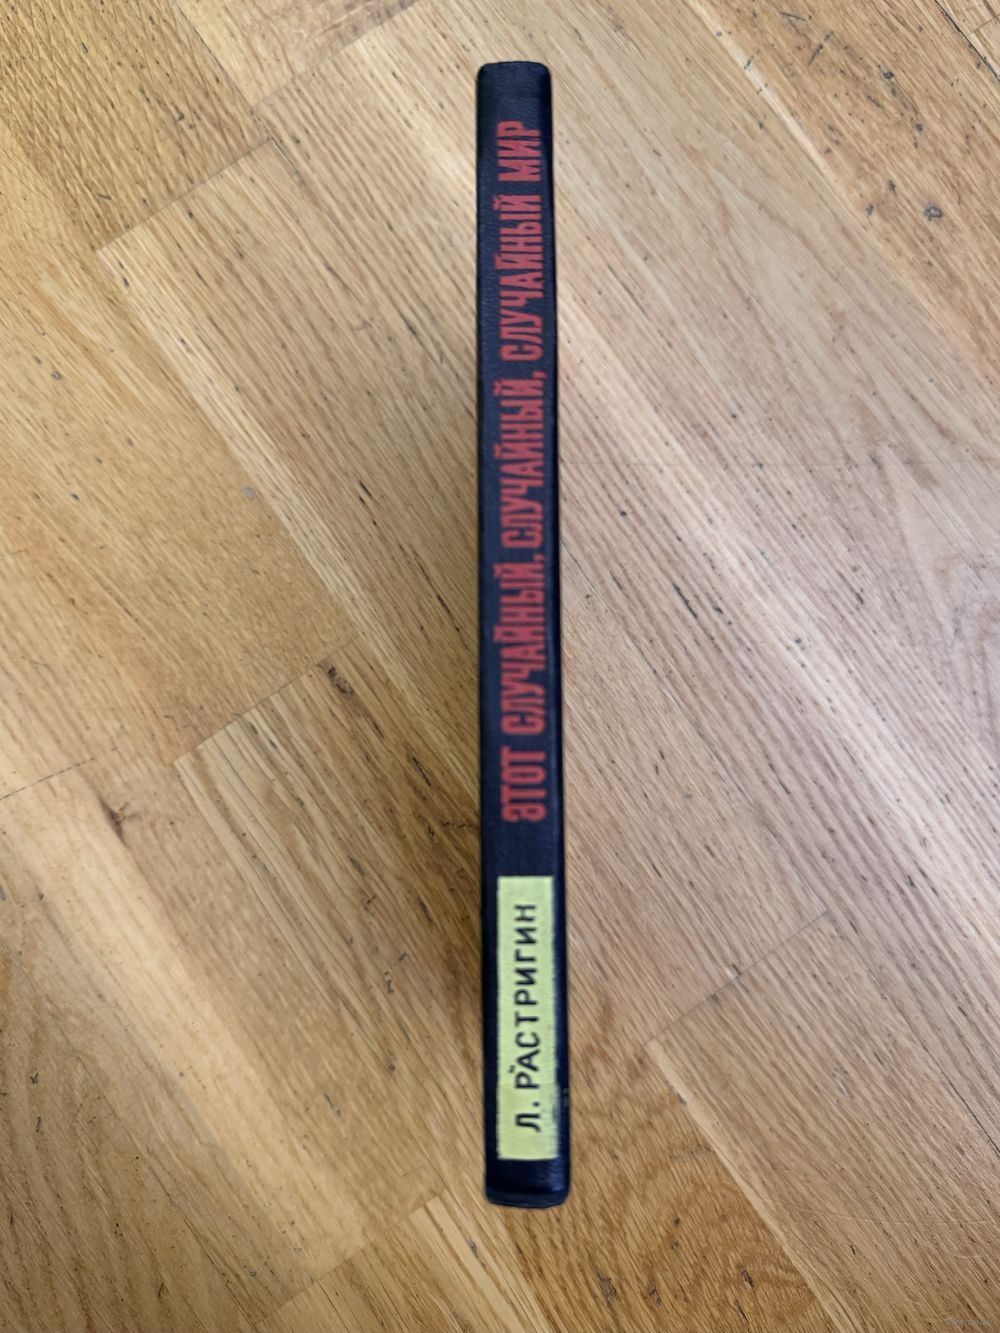 Л. РАСТРИГИН
ЭТОТ СЛУЧАЙНЫЙ, СЛУЧАЙНЫЙ, СЛУЧАЙНЫЙ МИР